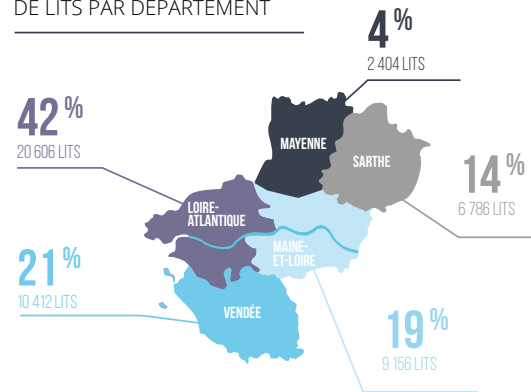 DE LITS PAR DÉPARTEMENT
4 %
2 404 LITS
42 %
20 606 LITS
MAYENNE
SARTHE
14 %
6 786 LITS
LOIRE-
ATLANTIQUE
MAINE-
ET-LOIRE
21 %
10 412 LITS
VENDÉE
19 %
9 156 LITS